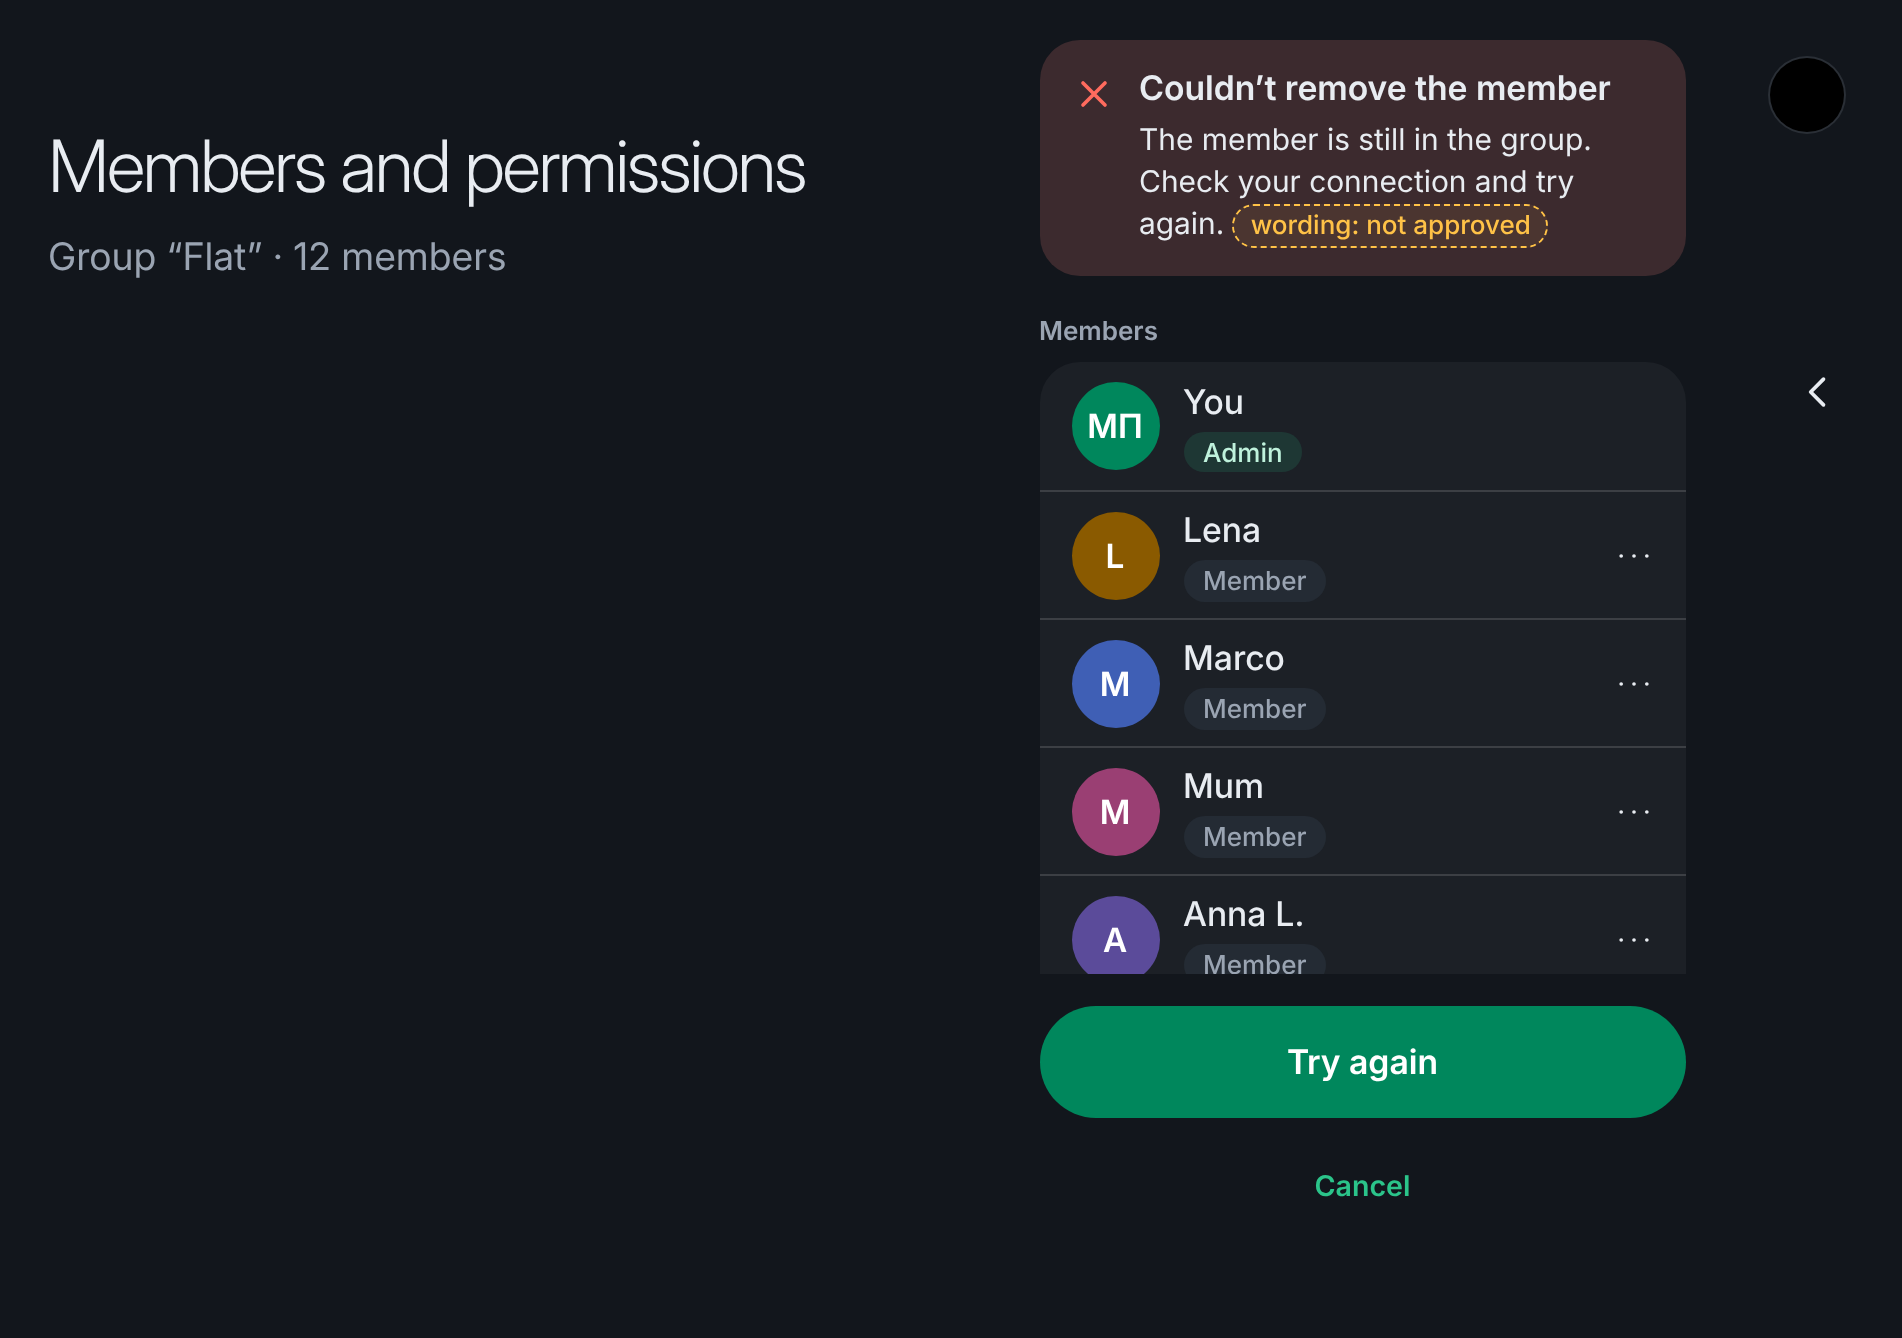 Members and permissions
Group “Flat” · 12 members
Couldn’t remove the member
The member is still in the group.
Check your connection and try
again. wording: not approved
Members
МП
You
Admin
L
Lena
Member
M
Marco
Member
M
Mum
Member
A
Anna L.
Member
Try again
Cancel